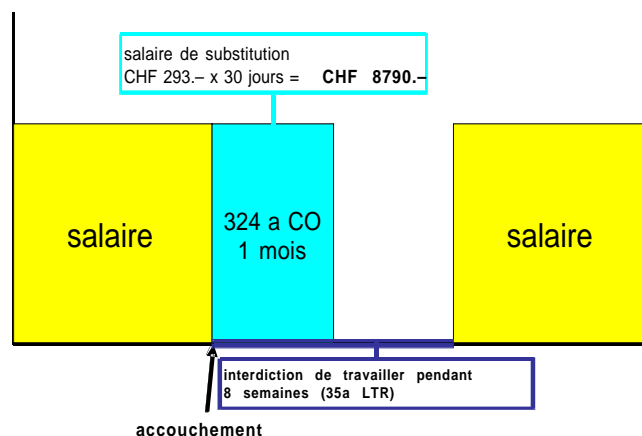 salaire de substitution
CHF 293.– x 30 jours = CHF 8790.–
salaire
324 a CO
1 mois
salaire
interdiction de travailler pendant
8 semaines (35a LTR)
accouchement